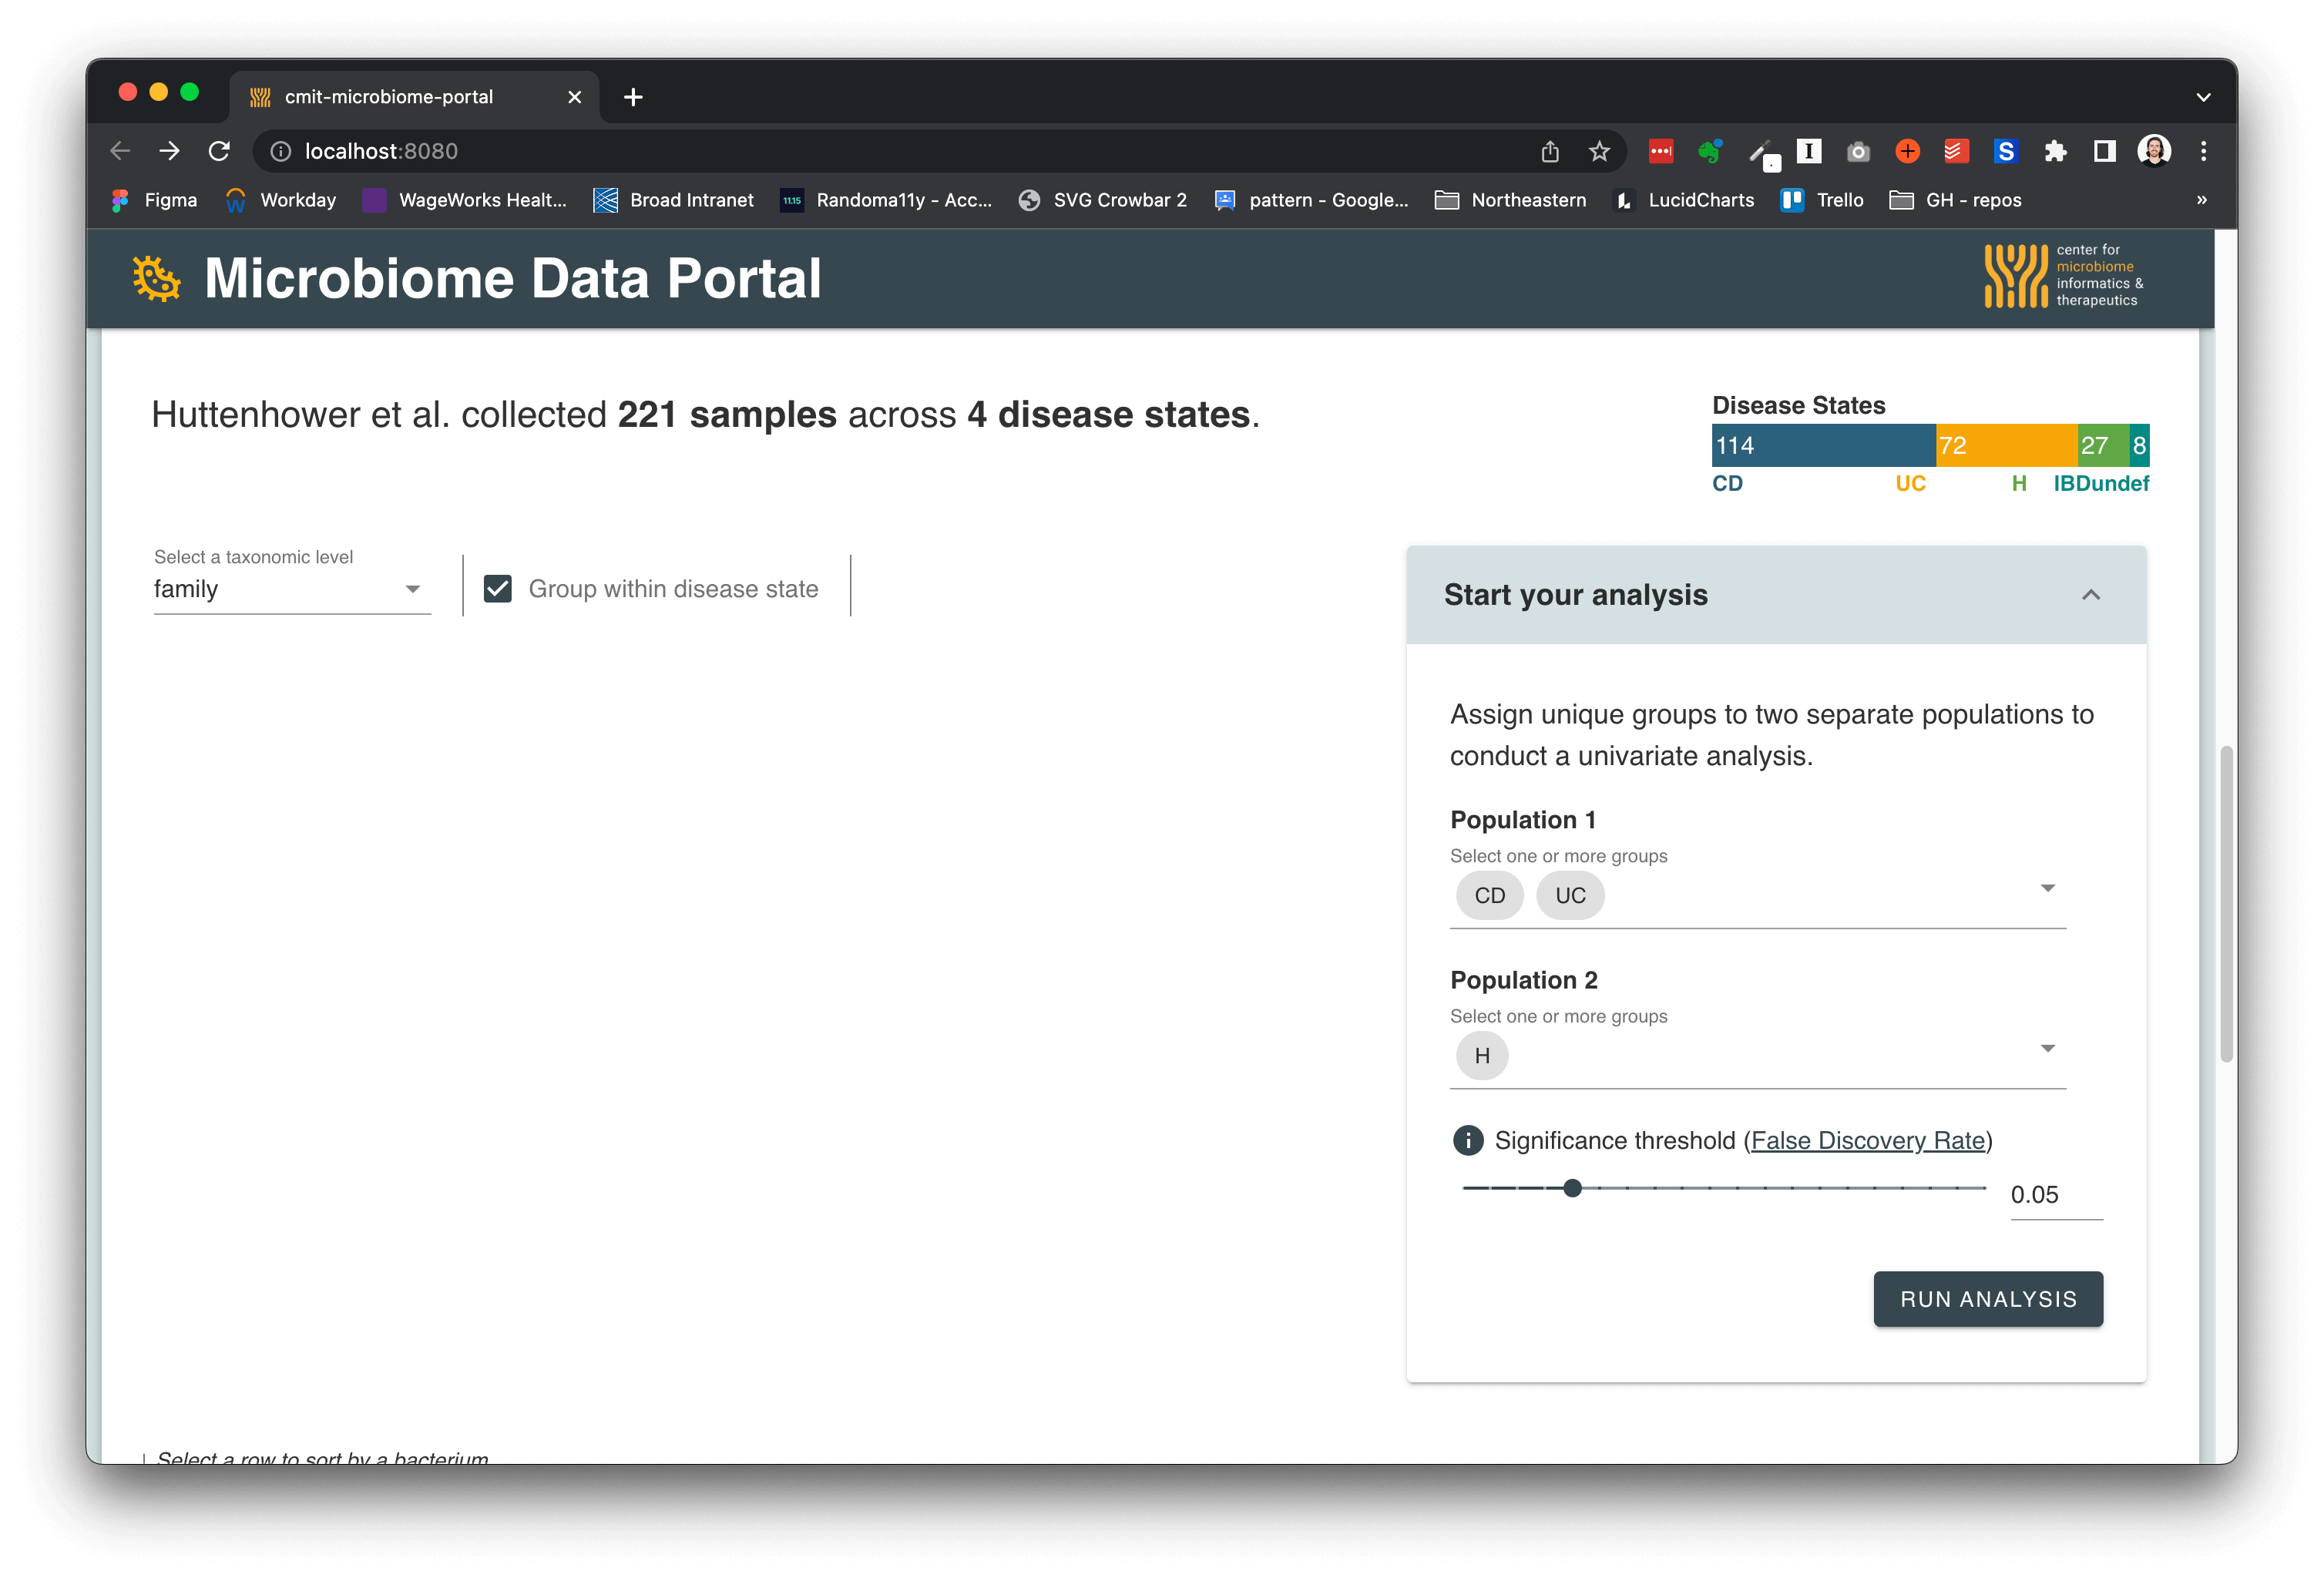 cmit-microbiome-portal
localhost:8080
Figma
Workday
WageWorks Healt...
Broad Intranet
11.15
Randoma11y - Acc...
SVG Crowbar 2
pattern - Google...
Northeastern
LucidCharts
Trello
GH - repos
»
Microbiome Data Portal
center for
microbiome
informatics &
therapeutics
Huttenhower et al. collected 221 samples across 4 disease states.
Disease States
114 72 27 8
CD UC H IBDundef
Select a taxonomic level
family
Group within disease state
Start your analysis
Assign unique groups to two separate populations to
conduct a univariate analysis.
Population 1
Select one or more groups
CD UC
Population 2
Select one or more groups
H
Significance threshold (False Discovery Rate)
0.05
RUN ANALYSIS
Select a row to sort by a bacterium